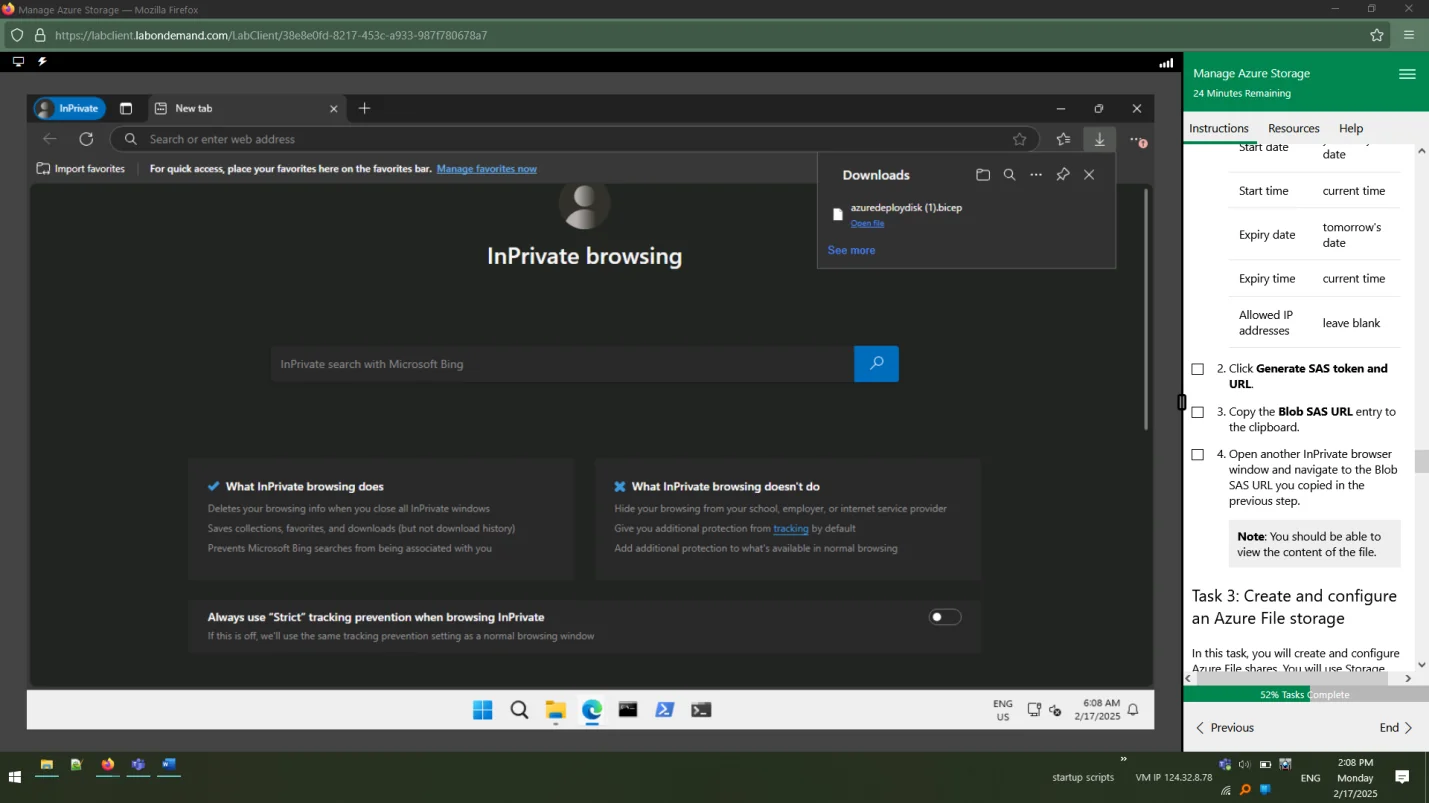 Manage Azure Storage — Mozilla Firefox
https://labclient.labondemand.com/LabClient/38e8e0fd-8217-453c-a933-987f780678a7
InPrivate
New tab
Search or enter web address
Import favorites
For quick access, place your favorites here on the favorites bar. Manage favorites now
Downloads
azuredeploydisk (1).bicep
Open file
See more
InPrivate browsing
InPrivate search with Microsoft Bing
What InPrivate browsing does
Deletes your browsing info when you close all InPrivate windows
Saves collections, favorites, and downloads (but not download history)
Prevents Microsoft Bing searches from being associated with you
What InPrivate browsing doesn't do
Hide your browsing from your school, employer, or internet service provider
Give you additional protection from tracking by default
Add additional protection to what's available in normal browsing
Always use "Strict" tracking prevention when browsing InPrivate
If this is off, we'll use the same tracking prevention setting as a normal browsing window
ENG
US
6:08 AM
2/17/2025
Manage Azure Storage
24 Minutes Remaining
Instructions Resources Help
Start date
date
Start time current time
Expiry date tomorrow's
date
Expiry time current time
Allowed IP
addresses leave blank
2. Click Generate SAS token and
URL.
3. Copy the Blob SAS URL entry to
the clipboard.
4. Open another InPrivate browser
window and navigate to the Blob
SAS URL you copied in the
previous step.
Note: You should be able to
view the content of the file.
Task 3: Create and configure
an Azure File storage
In this task, you will create and configure
Azure File shares. You will use Storage
52% Tasks Complete
Previous
End
startup scripts
VM IP 124.32.8.78
ENG
2:08 PM
Monday
2/17/2025